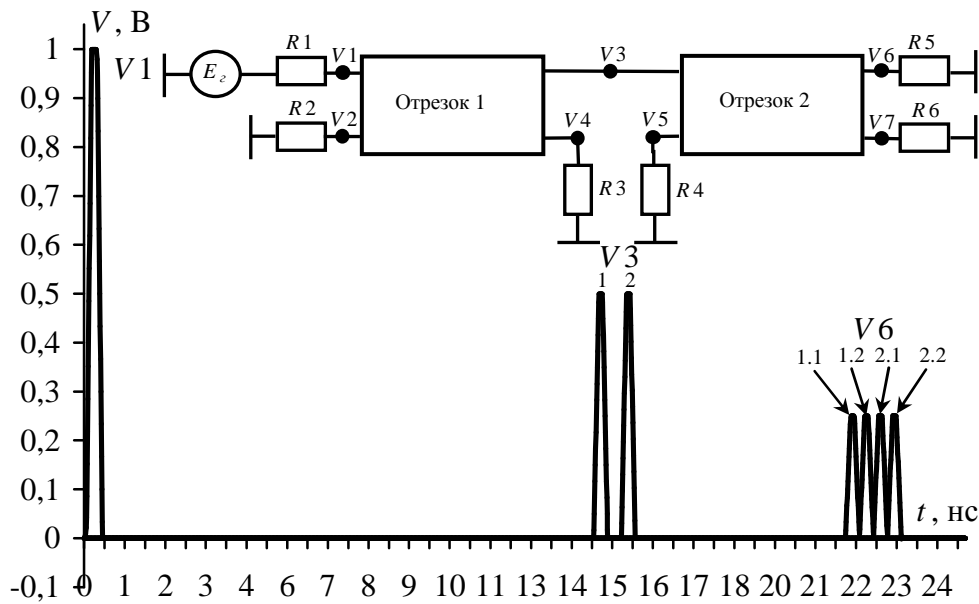 V, В
1
0,9
0,8
0,7
0,6
0,5
0,4
0,3
0,2
0,1
0
-0,1
V1
Eг
R1
V1
R2
V2
Отрезок 1
V3
V4
R3
V5
R4
Отрезок 2
V6
R5
V7
R6
V3
1 2
V6
1.1 1.2 2.1 2.2
t, нс
0 1 2 3 4 6 7 8 9 10 11 12 14 15 16 17 18 19 20 21 22 23 24